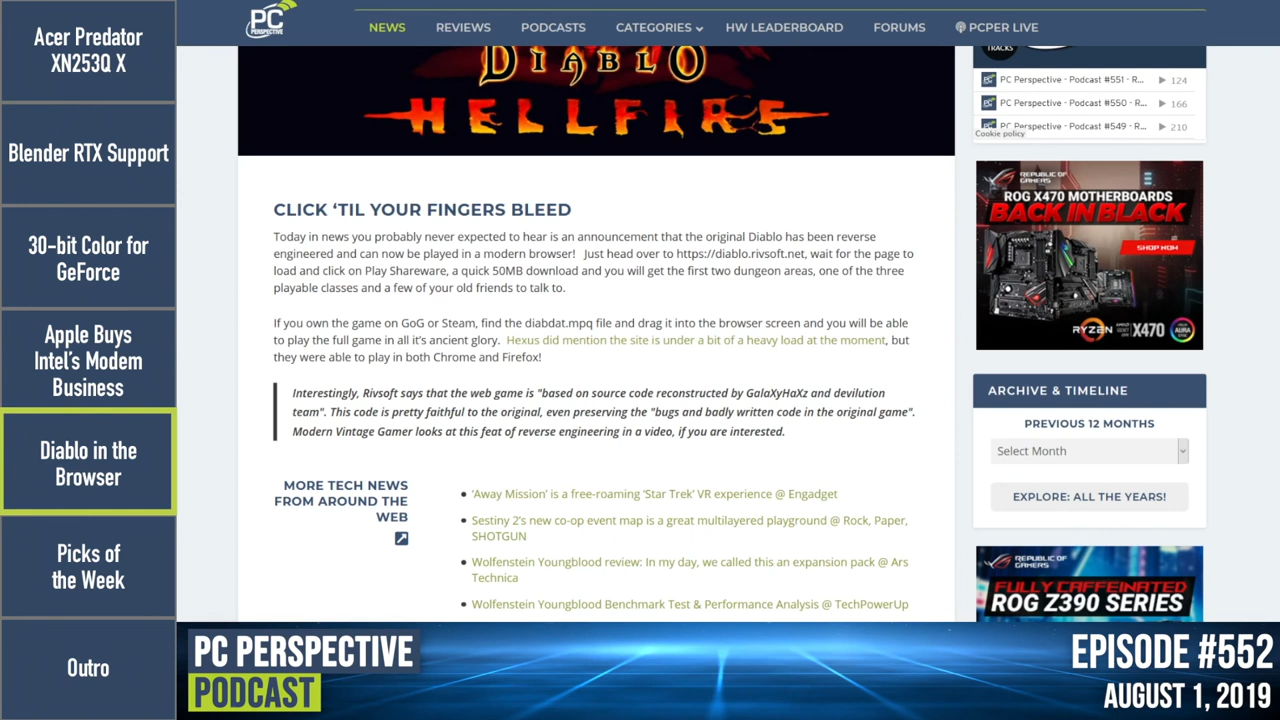 Acer Predator
XN253Q X
Blender RTX Support
30-bit Color for
GeForce
Apple Buys
Intel's Modem
Business
Diablo in the
Browser
Picks of
the Week
Outro
PC
PERSPECTIVE
NEWS
REVIEWS
PODCASTS
CATEGORIES
HW LEADERBOARD
FORUMS
PCPER LIVE
DIABLO
HELLFIRE
CLICK ‘TIL YOUR FINGERS BLEED
Today in news you probably never expected to hear is an announcement that the original Diablo has been reverse
engineered and can now be played in a modern browser!   Just head over to https://diablo.rivsoft.net, wait for the page to
load and click on Play Shareware, a quick 50MB download and you will get the first two dungeon areas, one of the three
playable classes and a few of your old friends to talk to.
If you own the game on GoG or Steam, find the diabdat.mpq file and drag it into the browser screen and you will be able
to play the full game in all it’s ancient glory.  Hexus did mention the site is under a bit of a heavy load at the moment, but
they were able to play in both Chrome and Firefox!
Interestingly, Rivsoft says that the web game is "based on source code reconstructed by GalaXyHaXz and devilution
team". This code is pretty faithful to the original, even preserving the "bugs and badly written code in the original game".
Modern Vintage Gamer looks at this feat of reverse engineering in a video, if you are interested.
MORE TECH NEWS
FROM AROUND THE
WEB
‘Away Mission’ is a free-roaming ‘Star Trek’ VR experience @ Engadget
Sestiny 2’s new co-op event map is a great multilayered playground @ Rock, Paper,
SHOTGUN
Wolfenstein Youngblood review: In my day, we called this an expansion pack @ Ars
Technica
Wolfenstein Youngblood Benchmark Test & Performance Analysis @ TechPowerUp
TRACKS
PC Perspective - Podcast #551 - R... 124
PC Perspective - Podcast #550 - R... 166
PC Perspective - Podcast #549 - R... 210
Cookie policy
REPUBLIC OF
GAMERS
ROG X470 MOTHERBOARDS
BACK IN BLACK
SHOP NOW
RYZEN
AMD X470
AURA
ARCHIVE & TIMELINE
PREVIOUS 12 MONTHS
Select Month
EXPLORE: ALL THE YEARS!
REPUBLIC OF
GAMERS
FULLY CAFFEINATED
ROG Z390 SERIES
PC PERSPECTIVE
PODCAST
EPISODE #552
AUGUST 1, 2019